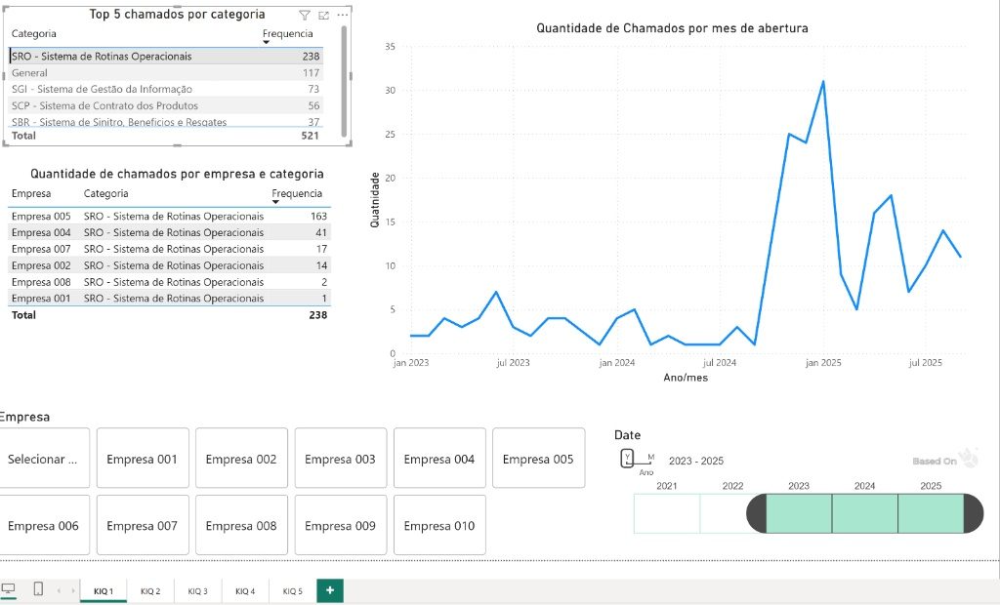 Top 5 chamados por categoria
Categoria Frequencia
SRO - Sistema de Rotinas Operacionais 238
General 117
SGI - Sistema de Gestão da Informação 73
SCP - Sistema de Contrato dos Produtos 56
SBR - Sistema de Sinitro, Beneficios e Resgates 37
Total 521
Quantidade de chamados por empresa e categoria
Empresa Categoria Frequencia
Empresa 005 SRO - Sistema de Rotinas Operacionais 163
Empresa 004 SRO - Sistema de Rotinas Operacionais 41
Empresa 007 SRO - Sistema de Rotinas Operacionais 17
Empresa 002 SRO - Sistema de Rotinas Operacionais 14
Empresa 008 SRO - Sistema de Rotinas Operacionais 2
Empresa 001 SRO - Sistema de Rotinas Operacionais 1
Total 238
Quantidade de Chamados por mes de abertura
Quatnidade
35
30
25
20
15
10
5
0
jan 2023 jul 2023 jan 2024 jul 2024 jan 2025 jul 2025
Ano/mes
Empresa
Selecionar ... Empresa 001 Empresa 002 Empresa 003 Empresa 004 Empresa 005
Empresa 006 Empresa 007 Empresa 008 Empresa 009 Empresa 010
Date
Y M 2023 - 2025
Ano
Based On
2021 2022 2023 2024 2025
KIQ 1 KIQ 2 KIQ 3 KIQ 4 KIQ 5 +